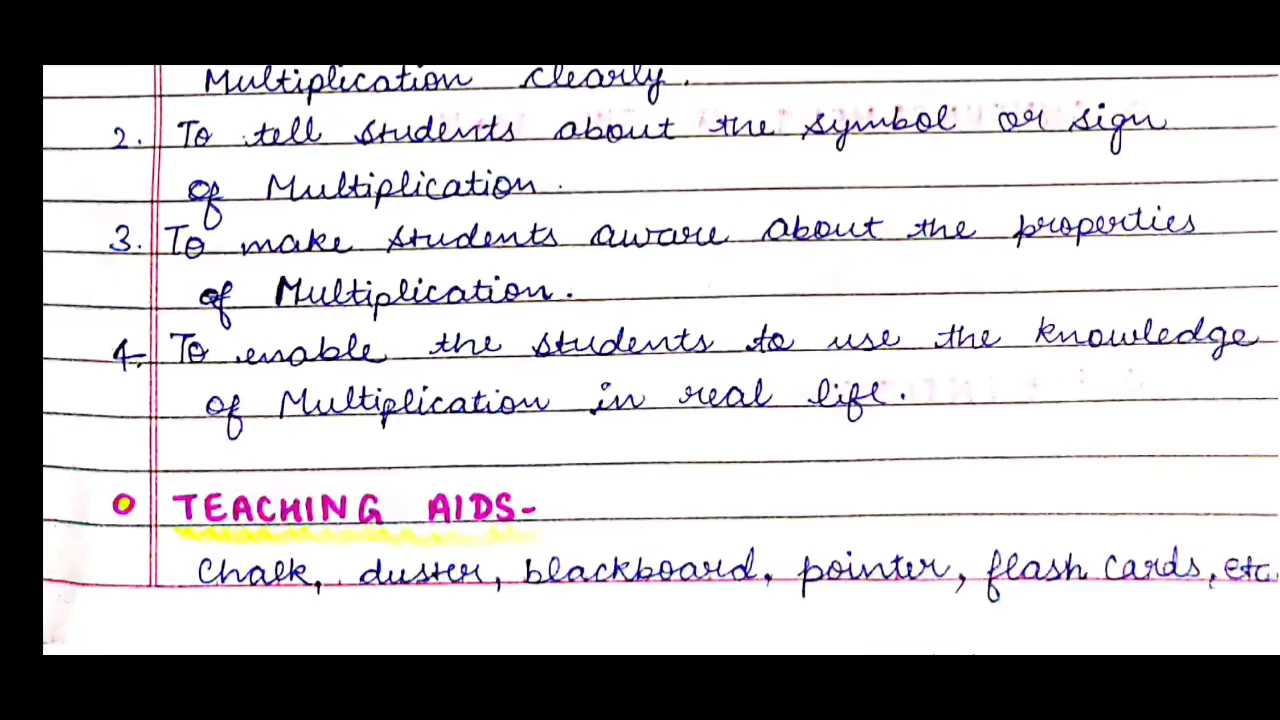 Multiplication clearly.
2. To tell students about the symbol or sign
of Multiplication.
3. To make students aware about the properties
of Multiplication.
4. To enable the students to use the knowledge
of Multiplication in real life.
TEACHING AIDS-
Chalk, duster, blackboard, pointer, flash cards, etc.